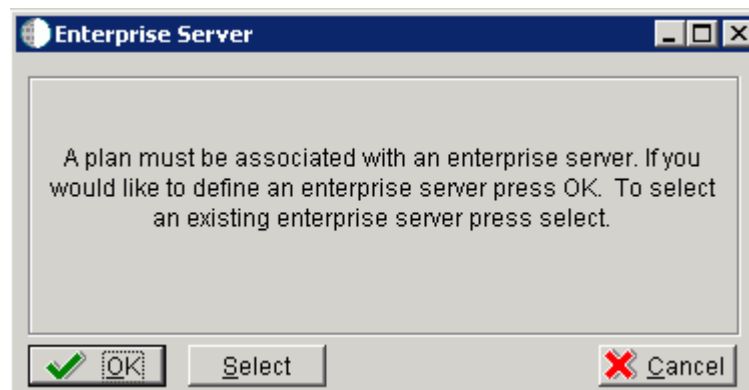 Enterprise Server
A plan must be associated with an enterprise server. If you
would like to define an enterprise server press OK.  To select
an existing enterprise server press select.
OK
Select
Cancel